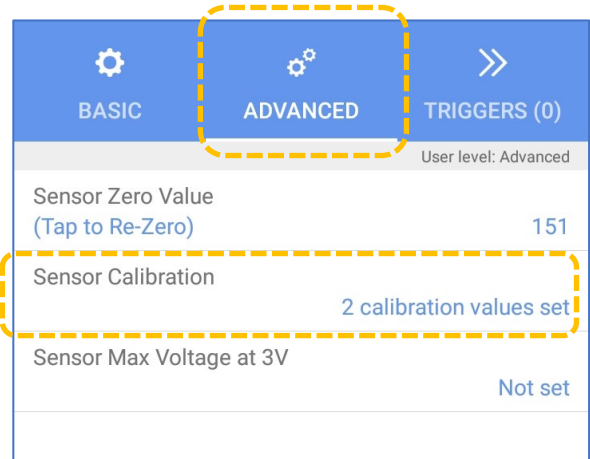 BASIC
ADVANCED
TRIGGERS (0)
User level: Advanced
Sensor Zero Value
(Tap to Re-Zero) 151
Sensor Calibration
2 calibration values set
Sensor Max Voltage at 3V
Not set